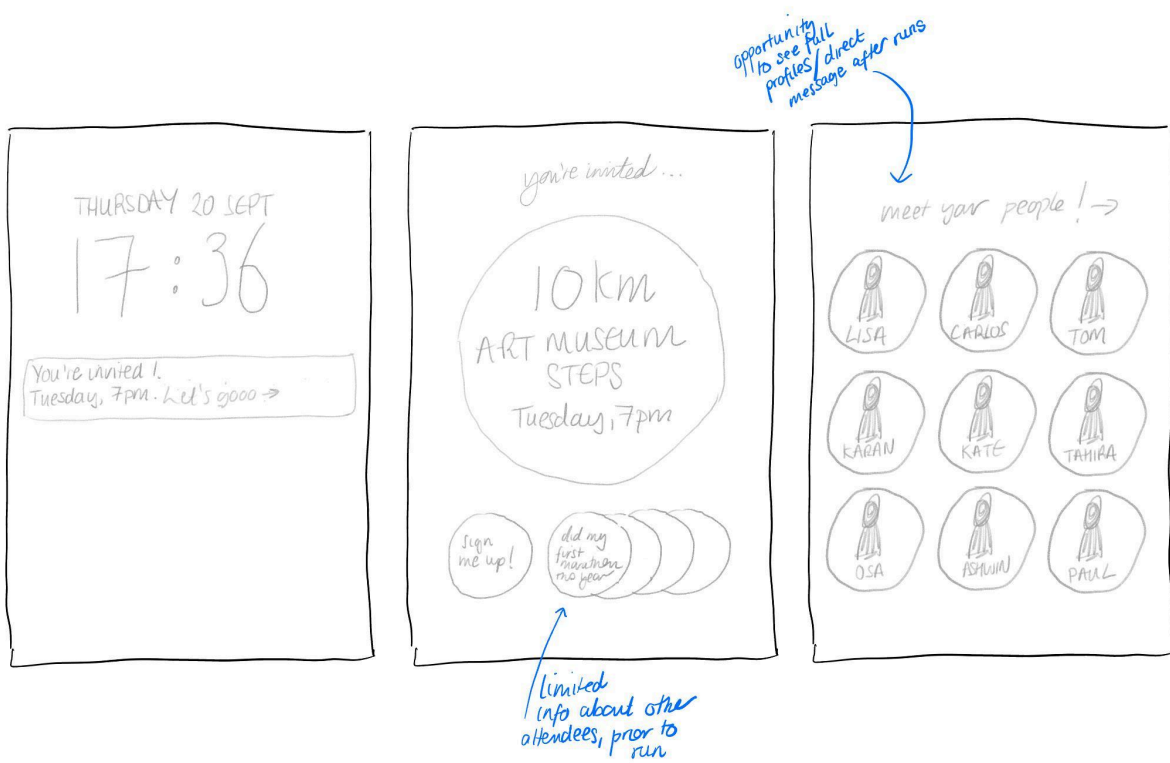 opportunity
to see full
profiles/direct
message after runs
THURSDAY 20 SEPT
17:36
You're invited!
Tuesday, 7pm. Let's gooo →
you're invited...
10 km
ART MUSEUM
STEPS
Tuesday, 7pm
sign
me up!
did my
first
marathon
this year
limited
info about other
attendees, prior to
run
meet your people! →
LISA
CARLOS
TOM
KARAN
KATE
TAHIRA
OSA
ASHWIN
PAUL